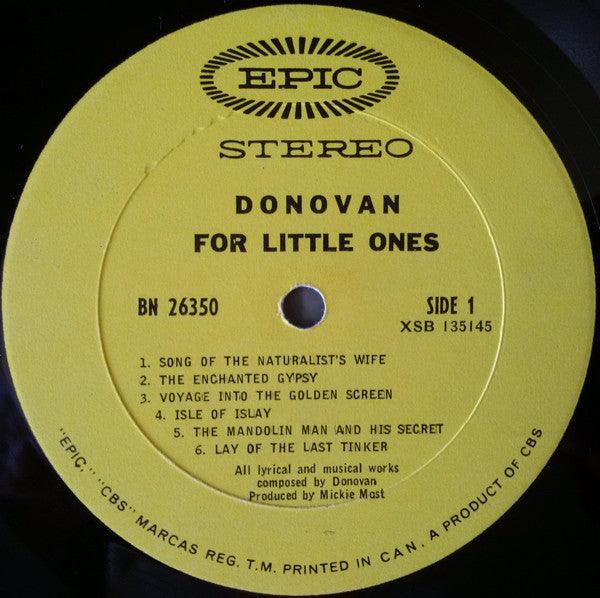 EPIC
STEREO
DONOVAN
FOR LITTLE ONES
BN 26350
SIDE 1
XSB 135145
1. SONG OF THE NATURALIST'S WIFE
2. THE ENCHANTED GYPSY
3. VOYAGE INTO THE GOLDEN SCREEN
4. ISLE OF ISLAY
5. THE MANDOLIN MAN AND HIS SECRET
6. LAY OF THE LAST TINKER
All lyrical and musical works
composed by Donovan
Produced by Mickie Most
"EPIC," "CBS" MARCAS REG. T.M. PRINTED IN CAN. A PRODUCT OF CBS